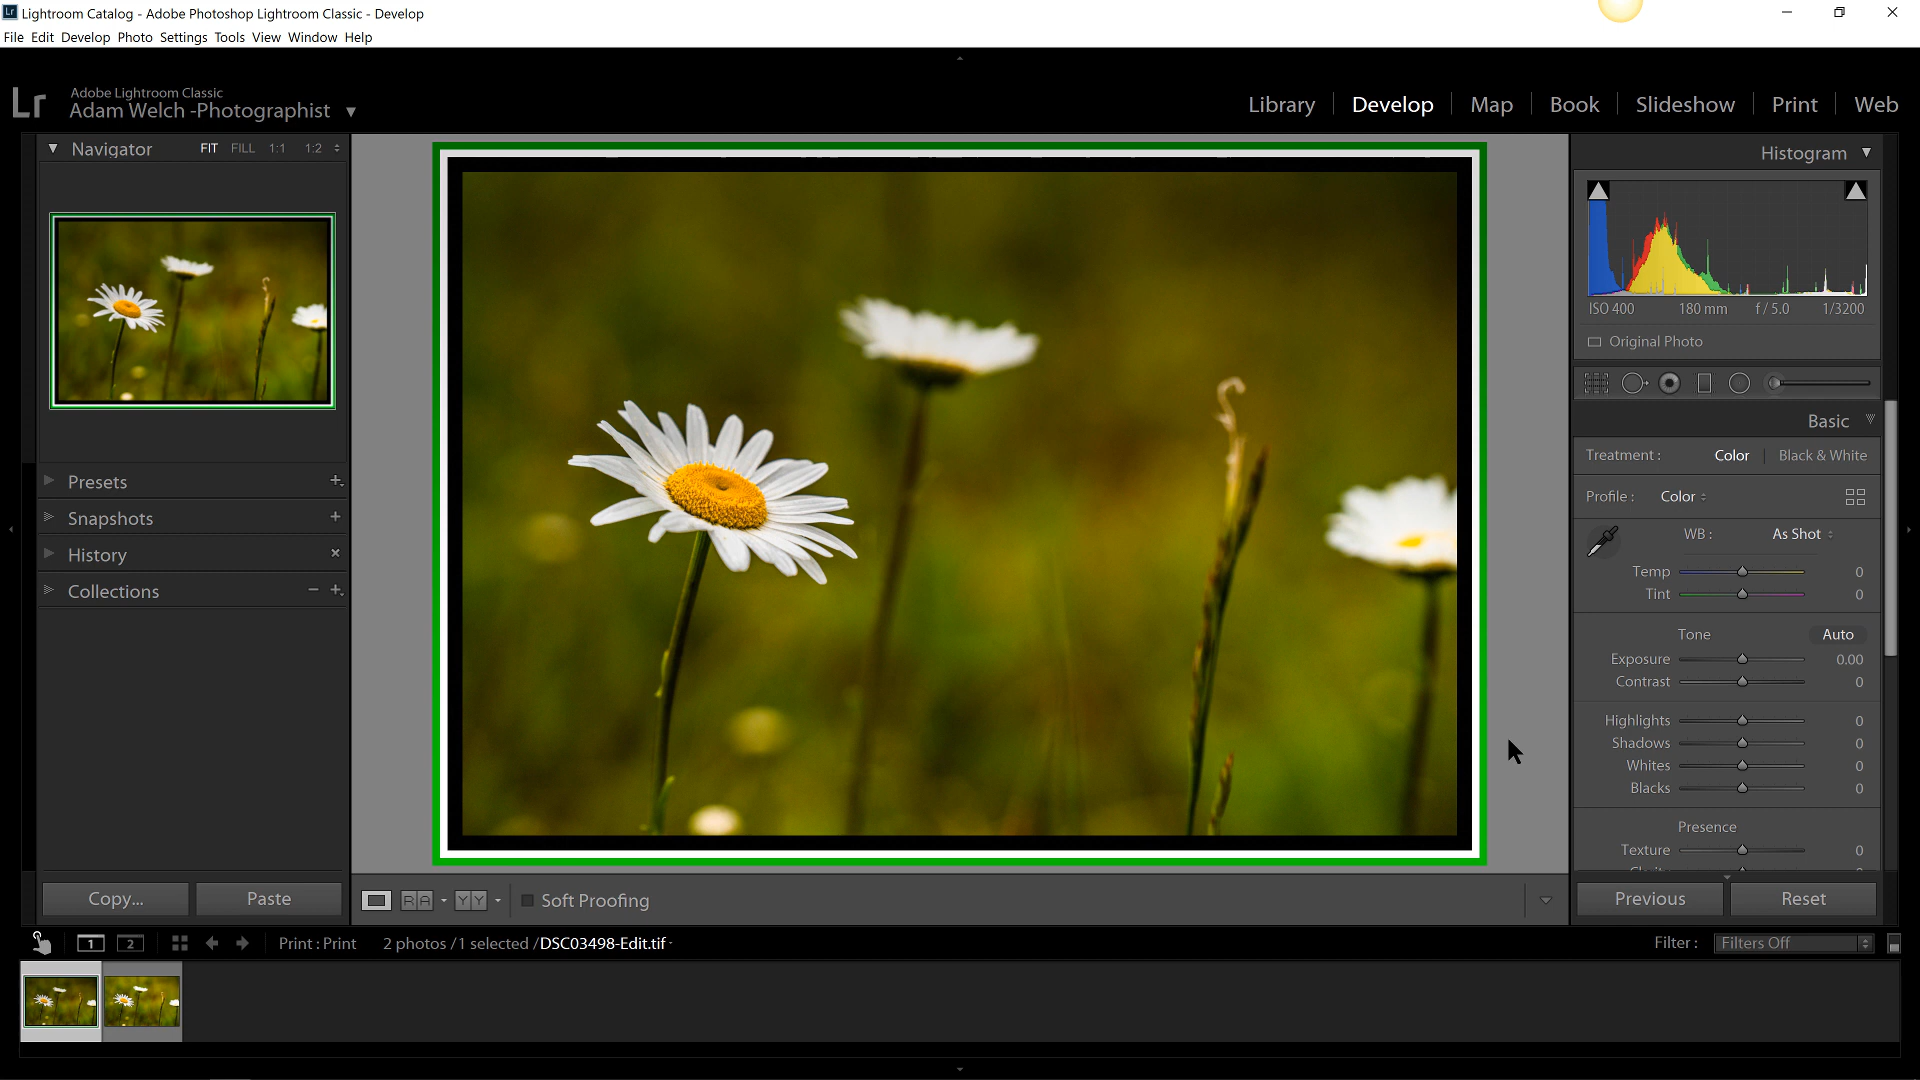 Lr Lightroom Catalog - Adobe Photoshop Lightroom Classic - Develop
File Edit Develop Photo Settings Tools View Window Help
Lr
Adobe Lightroom Classic
Adam Welch -Photographist
Library Develop Map Book Slideshow Print Web
Navigator FIT FILL 1:1 1:2
Histogram
ISO 400 180 mm f / 5.0 1/3200
Original Photo
Basic
Treatment : Color Black & White
Profile : Color
WB : As Shot
Temp 0
Tint 0
Tone Auto
Exposure 0.00
Contrast 0
Highlights 0
Shadows 0
Whites 0
Blacks 0
Presence
Texture 0
Presets
Snapshots
History
Collections
Copy... Paste
R A Y Y Soft Proofing
Previous Reset
1 2 Print : Print 2 photos / 1 selected / DSC03498-Edit.tif
Filter : Filters Off